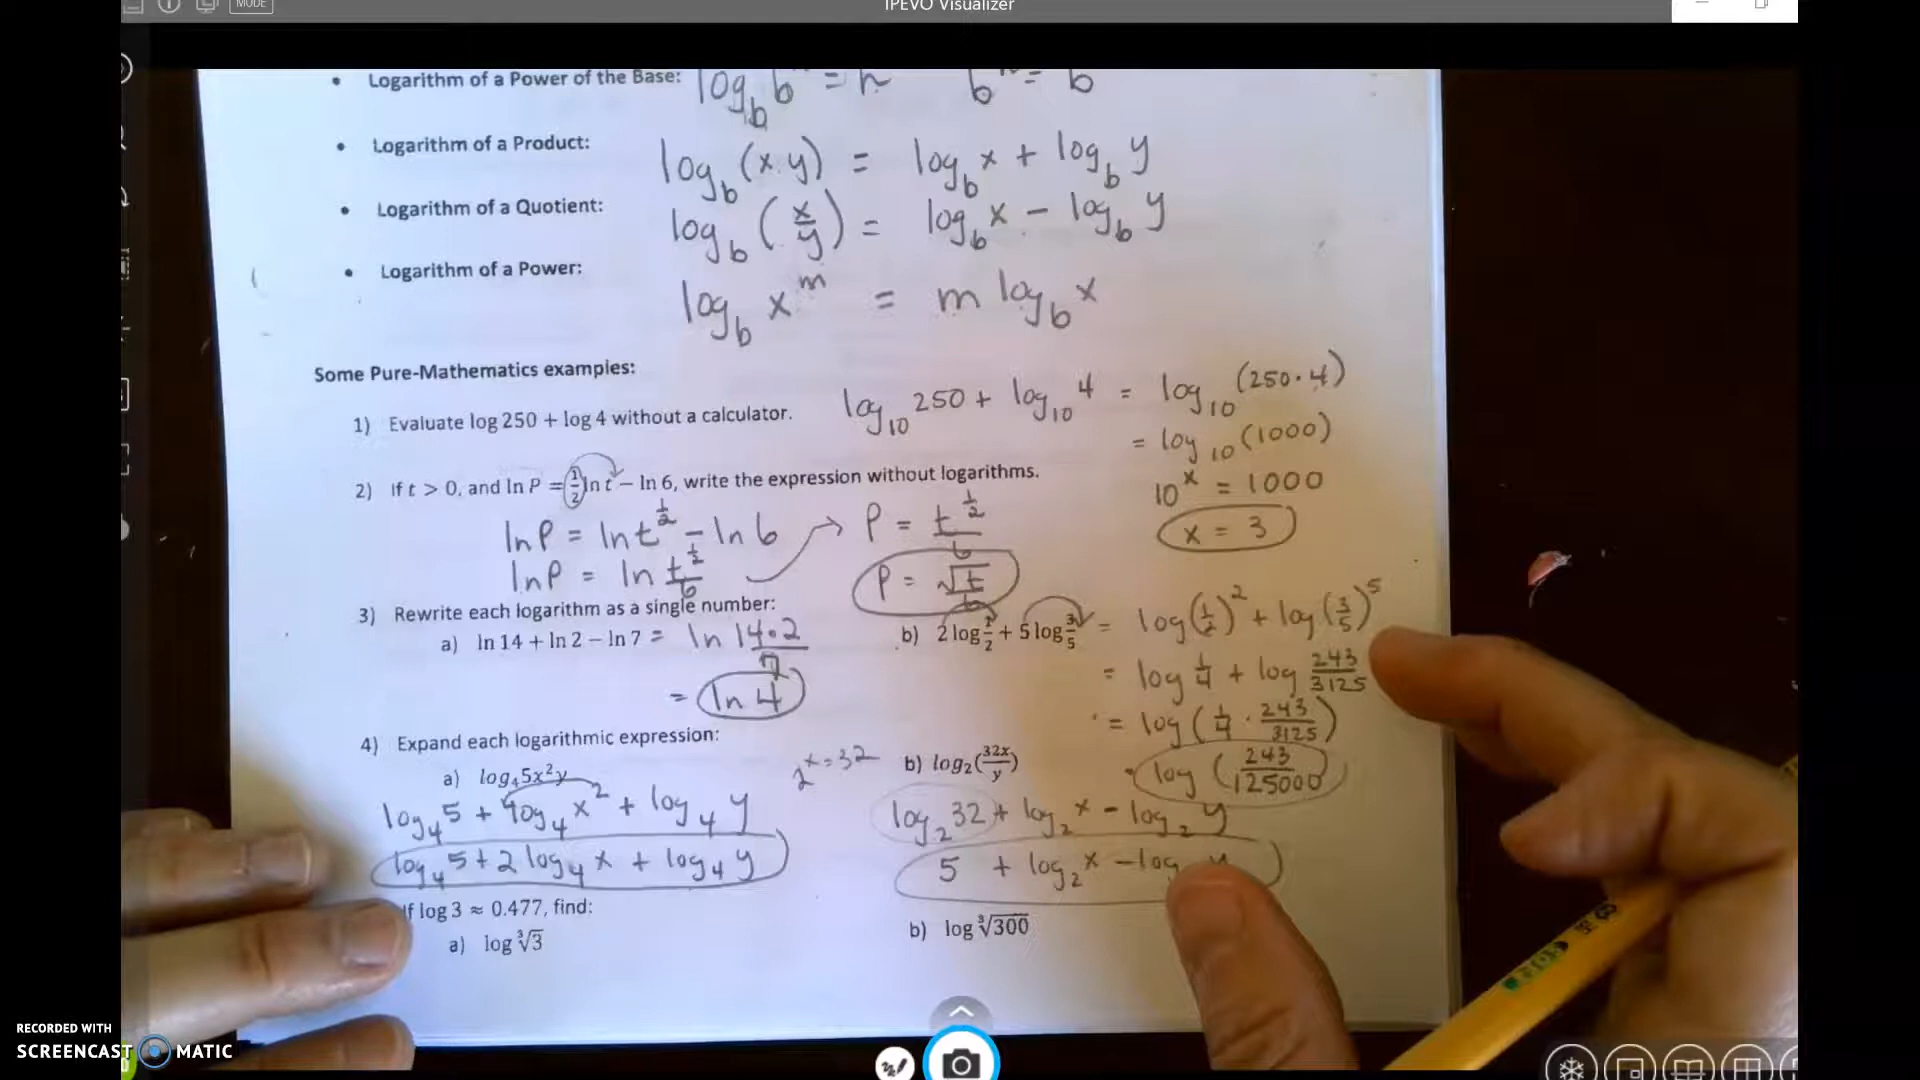 IPEVO Visualizer
MODE
• Logarithm of a Power of the Base: log_b b^n = n b = b
• Logarithm of a Product: log_b (x y) = log_b x + log_b y
• Logarithm of a Quotient: log_b (x/y) = log_b x - log_b y
• Logarithm of a Power: log_b x^m = m log_b x
Some Pure-Mathematics examples:
1) Evaluate log 250 + log 4 without a calculator. log_10 250 + log_10 4 = log_10 (250·4)
= log_10 (1000)
10^x = 1000
x = 3
2) If t > 0, and ln P = 1/2 ln t − ln 6, write the expression without logarithms.
ln P = ln t^1/2 - ln 6 → P = t^1/2 / 6
ln P = ln t^1/2 / 6
P = √t / 6
3) Rewrite each logarithm as a single number:
a) ln 14 + ln 2 − ln 7 = ln 14·2 / 7
= ln 4
b) 2 log 1/2 + 5 log 3/5 = log (1/2)^2 + log (3/5)^5
= log 1/4 + log 243/3125
= log (1/4 · 243/3125)
log (243/125000)
4) Expand each logarithmic expression:
a) log_4 5x^2y
log_4 5 + log_4 x^2 + log_4 y
log_4 5 + 2 log_4 x + log_4 y
2^x = 32
b) log_2 (32x/y)
log_2 32 + log_2 x - log_2 y
5 + log_2 x - log y
If log 3 ≈ 0.477, find:
a) log ∛3
b) log ∛300
RECORDED WITH
SCREENCAST MATIC